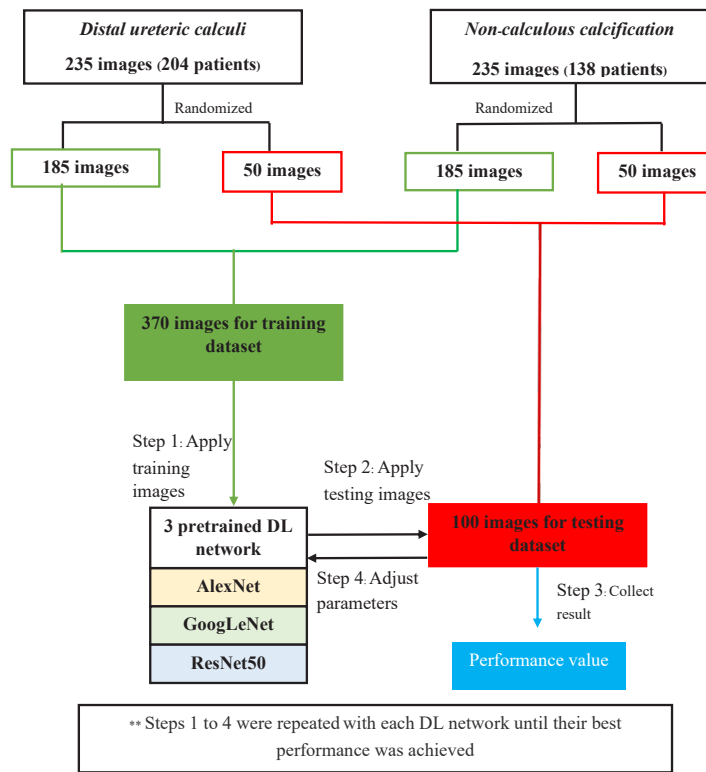 Distal ureteric calculi
235 images (204 patients)
Non-calculous calcification
235 images (138 patients)
Randomized
Randomized
185 images
50 images
185 images
50 images
370 images for training
dataset
Step 1: Apply
training
images
Step 2: Apply
testing images
3 pretrained DL
network
AlexNet
GoogLeNet
ResNet50
100 images for testing
dataset
Step 4: Adjust
parameters
Step 3: Collect
result
Performance value
** Steps 1 to 4 were repeated with each DL network until their best
performance was achieved